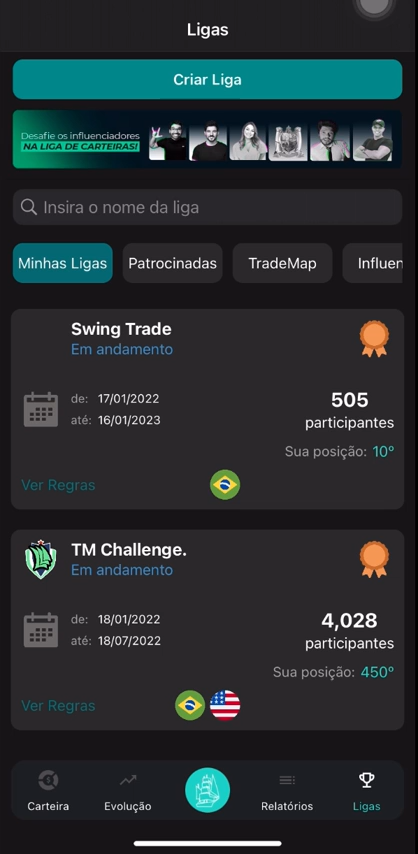 Ligas
Criar Liga
Desafie os influenciadores
NA LIGA DE CARTEIRAS!
Insira o nome da liga
Minhas Ligas Patrocinadas TradeMap Influen
Swing Trade
Em andamento
de: 17/01/2022
até: 16/01/2023
505
participantes
Sua posição: 10º
Ver Regras
TM Challenge.
Em andamento
de: 18/01/2022
até: 18/07/2022
4,028
participantes
Sua posição: 450º
Ver Regras
Carteira Evolução Relatórios Ligas